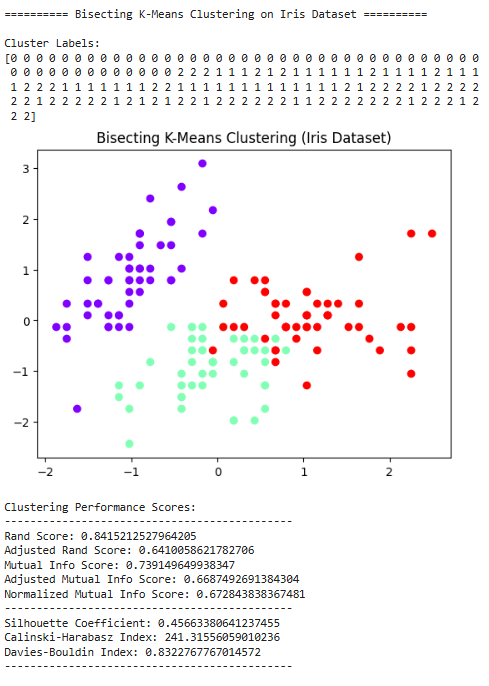 ========== Bisecting K-Means Clustering on Iris Dataset ==========
Cluster Labels:
[0 0 0 0 0 0 0 0 0 0 0 0 0 0 0 0 0 0 0 0 0 0 0 0 0 0 0 0 0 0 0 0 0 0 0 0 0
0 0 0 0 0 0 0 0 0 0 0 0 0 2 2 2 1 1 1 2 1 1 1 1 1 1 1 1 2 1 1 1 1 2 1 1 1
1 2 2 2 1 1 1 1 1 1 1 2 2 1 1 1 1 1 1 1 1 1 1 1 1 1 2 1 2 2 2 2 1 2 2 2 2
2 2 1 2 2 2 2 2 1 2 1 2 1 2 2 1 2 2 2 2 2 2 1 1 2 2 2 1 2 2 2 1 2 2 2 1 2
2 2]
Bisecting K-Means Clustering (Iris Dataset)
3
2
1
0
−1
−2
−2 −1 0 1 2
Clustering Performance Scores:
--------------------------------------------
Rand Score: 0.8415212527964205
Adjusted Rand Score: 0.6410058621782706
Mutual Info Score: 0.739149649938347
Adjusted Mutual Info Score: 0.6687492691384304
Normalized Mutual Info Score: 0.672843838367481
--------------------------------------------
Silhouette Coefficient: 0.45663380641237455
Calinski-Harabasz Index: 241.31556059010236
Davies-Bouldin Index: 0.8322767767014572
--------------------------------------------